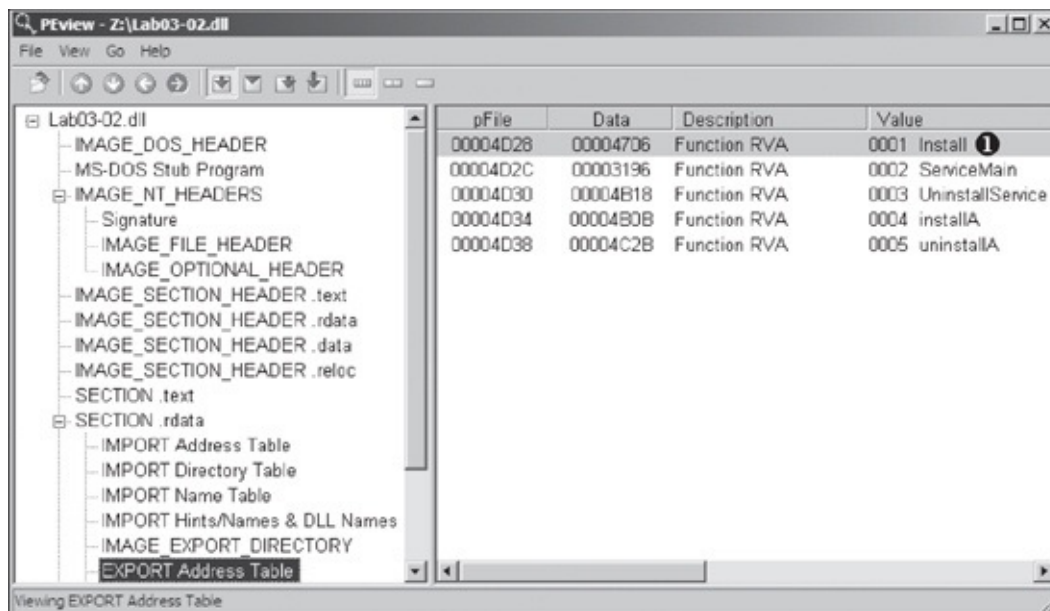 PEview - Z:\Lab03-02.dll
File View Go Help
Lab03-02.dll
IMAGE_DOS_HEADER
MS-DOS Stub Program
IMAGE_NT_HEADERS
Signature
IMAGE_FILE_HEADER
IMAGE_OPTIONAL_HEADER
IMAGE_SECTION_HEADER .text
IMAGE_SECTION_HEADER .rdata
IMAGE_SECTION_HEADER .data
IMAGE_SECTION_HEADER .reloc
SECTION .text
SECTION .rdata
IMPORT Address Table
IMPORT Directory Table
IMPORT Name Table
IMPORT Hints/Names & DLL Names
IMAGE_EXPORT_DIRECTORY
EXPORT Address Table
pFile Data Description Value
00004D28 00004706 Function RVA 0001 Install ❶
00004D2C 00003196 Function RVA 0002 ServiceMain
00004D30 00004B18 Function RVA 0003 UninstallService
00004D34 00004B0B Function RVA 0004 installA
00004D38 00004C2B Function RVA 0005 uninstallA
Viewing EXPORT Address Table